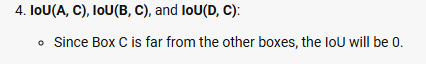 4. IoU(A, C), IoU(B, C), and IoU(D, C):
○ Since Box C is far from the other boxes, the IoU will be 0.